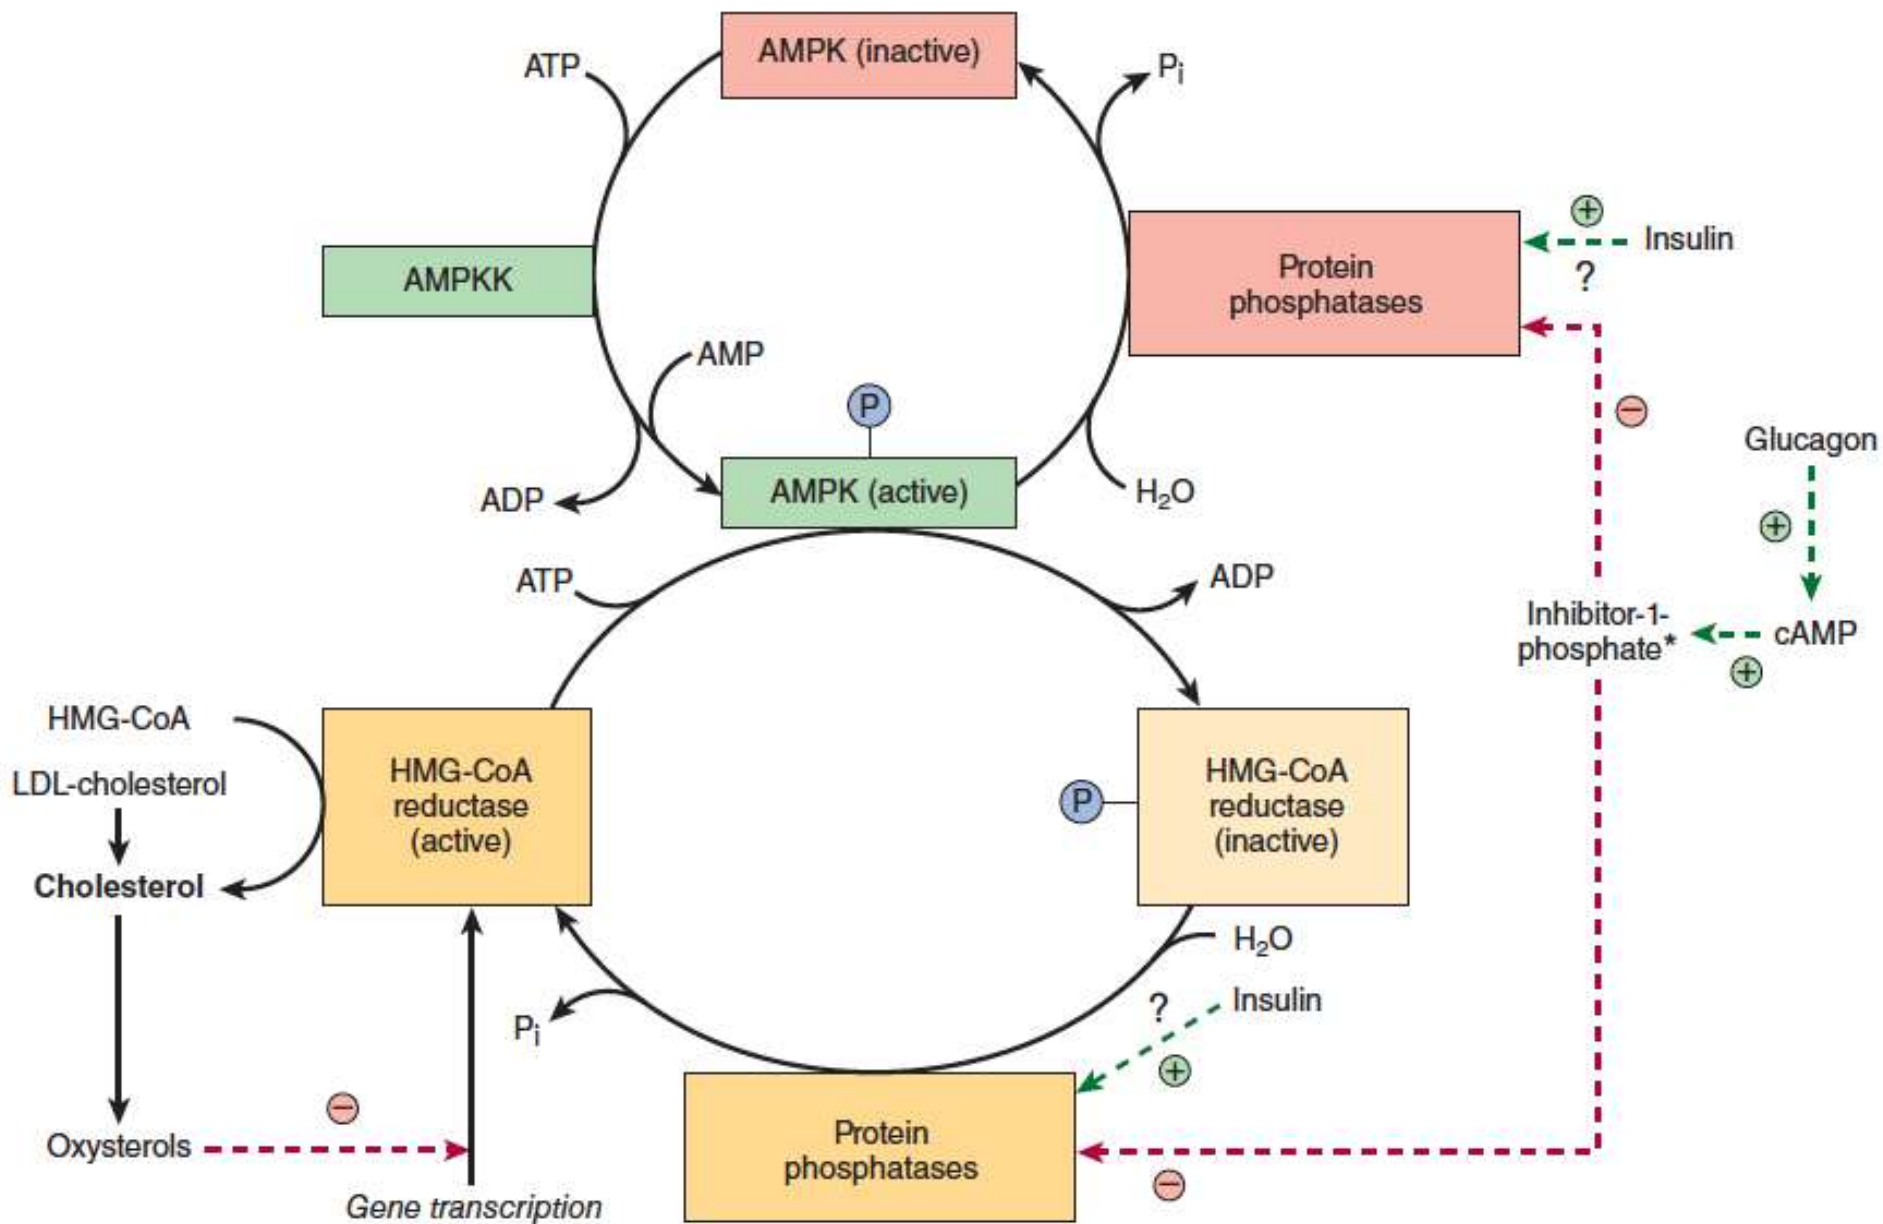 AMPK (inactive)
ATP
Pi
Insulin
+
?
AMPKK
Protein
phosphatases
AMP
P
−
Glucagon
+
AMPK (active)
ADP
H₂O
ATP
ADP
Inhibitor-1-
phosphate*
cAMP
+
HMG-CoA
LDL-cholesterol
Cholesterol
HMG-CoA
reductase
(active)
P
HMG-CoA
reductase
(inactive)
H₂O
Insulin
?
+
Pi
Oxysterols
−
Gene transcription
Protein
phosphatases
−